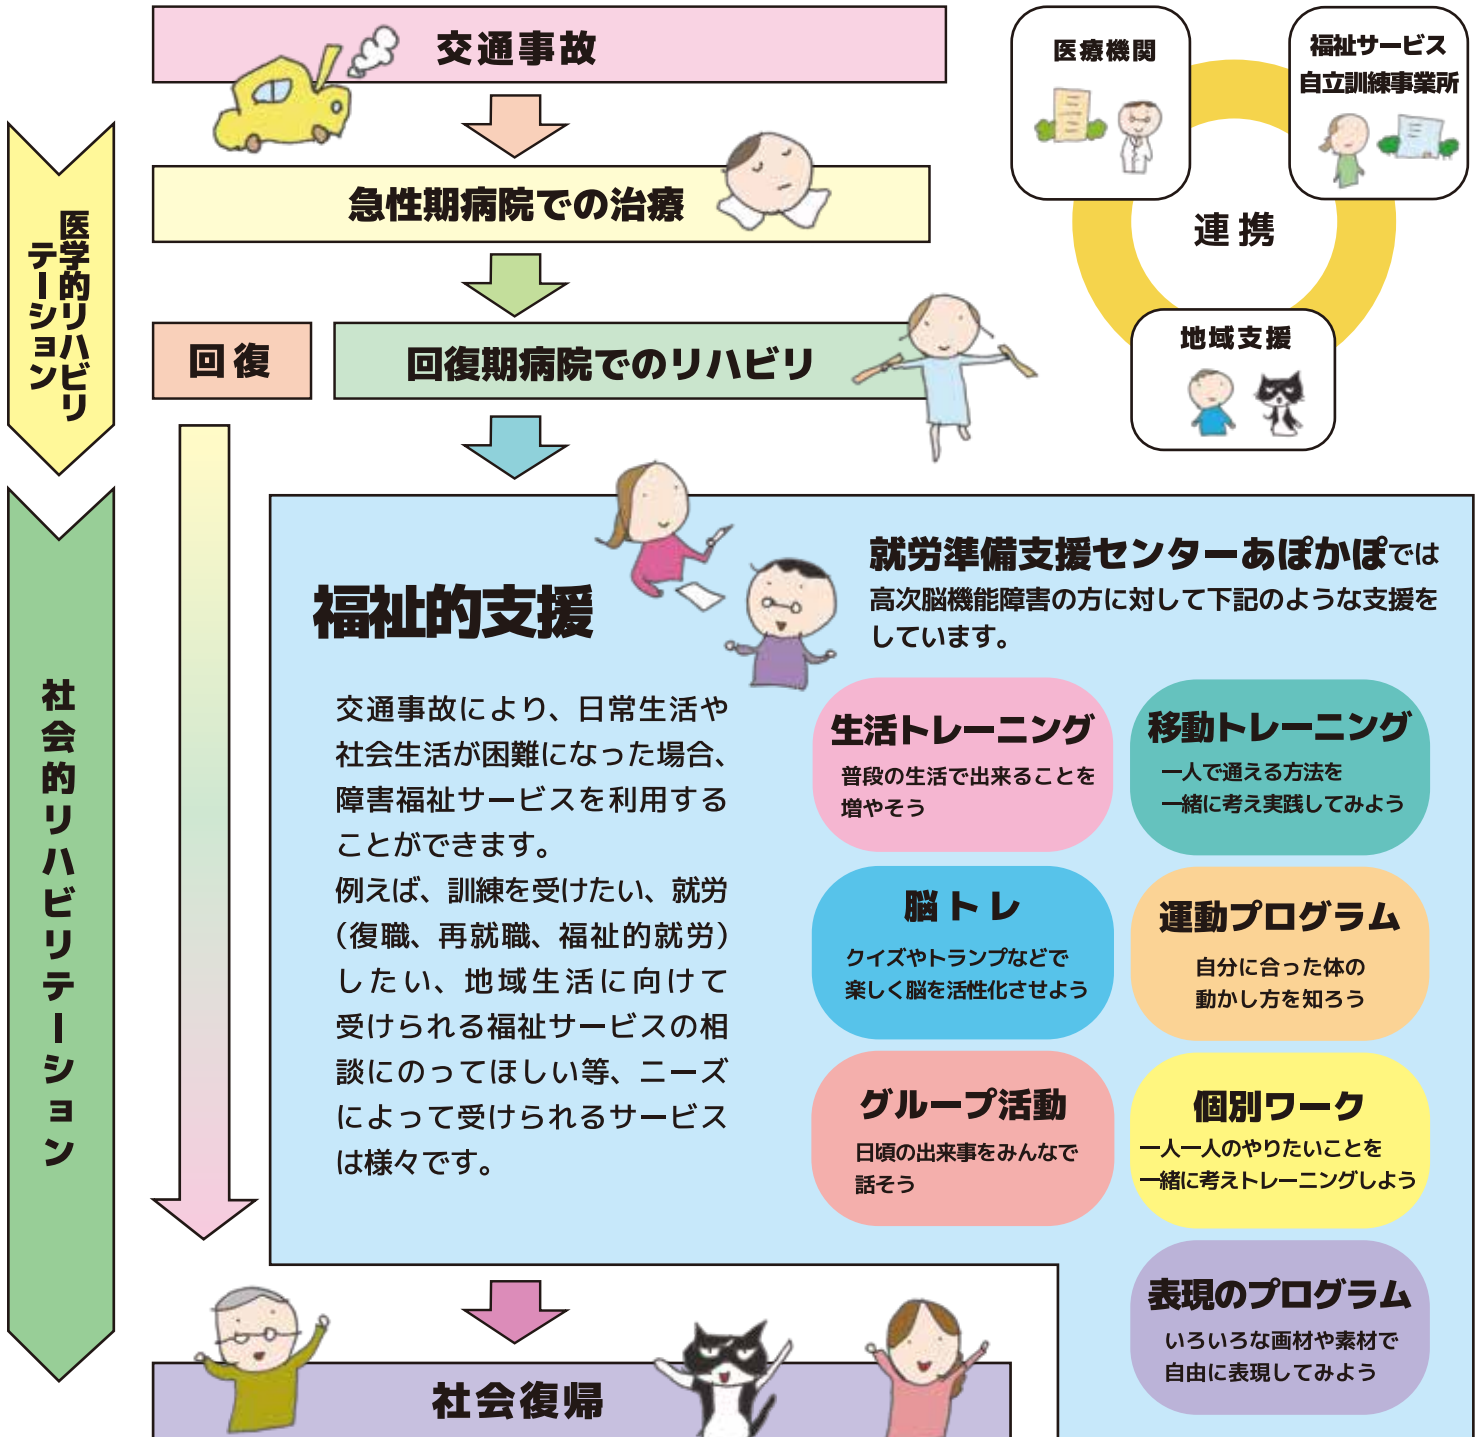 交通事故
急性期病院での治療
回復
回復期病院でのリハビリ
医療機関
福祉サービス
自立訓練事業所
連携
地域支援
医学的リハビリ
テーション
社会的リハビリテーション
福祉的支援
交通事故により、日常生活や
社会生活が困難になった場合、
障害福祉サービスを利用する
ことができます。
例えば、訓練を受けたい、就労
（復職、再就職、福祉的就労）
したい、地域生活に向けて
受けられる福祉サービスの相
談にのってほしい等、ニーズ
によって受けられるサービス
は様々です。
就労準備支援センターあぽかぽでは
高次脳機能障害の方に対して下記のような支援を
しています。
生活トレーニング
普段の生活で出来ることを
増やそう
移動トレーニング
一人で通える方法を
一緒に考え実践してみよう
脳トレ
クイズやトランプなどで
楽しく脳を活性化させよう
運動プログラム
自分に合った体の
動かし方を知ろう
グループ活動
日頃の出来事をみんなで
話そう
個別ワーク
一人一人のやりたいことを
一緒に考えトレーニングしよう
表現のプログラム
いろいろな画材や素材で
自由に表現してみよう
社会復帰